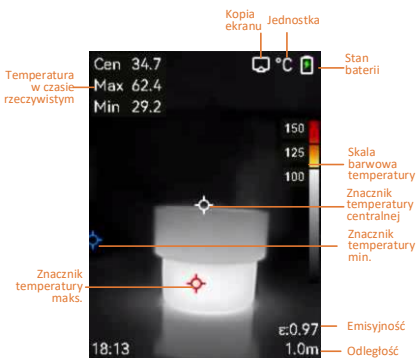 Kopia
ekranu
Jednostka
Stan
baterii
Temperatura
w czasie
rzeczywistym
Cen 34.7
Max 62.4
Min 29.2
°C
150
125
100
Skala
barwowa
temperatury
Znacznik
temperatury
centralnej
Znacznik
temperatury
min.
Znacznik
temperatury
maks.
ε:0.97
Emisyjność
18:13
1.0m
Odległość